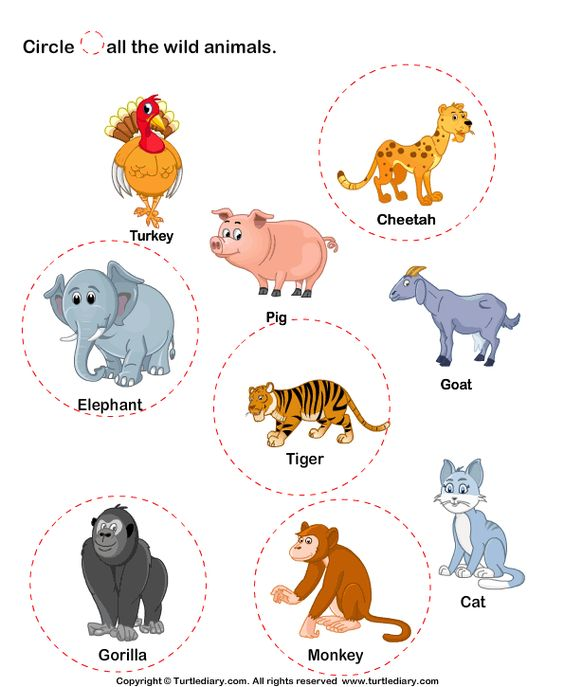 Circle all the wild animals.
Cheetah
Turkey
Pig
Goat
Elephant
Tiger
Cat
Gorilla
Monkey
Copyright © Turtlediary.com. All rights reserved  www.turtlediary.com